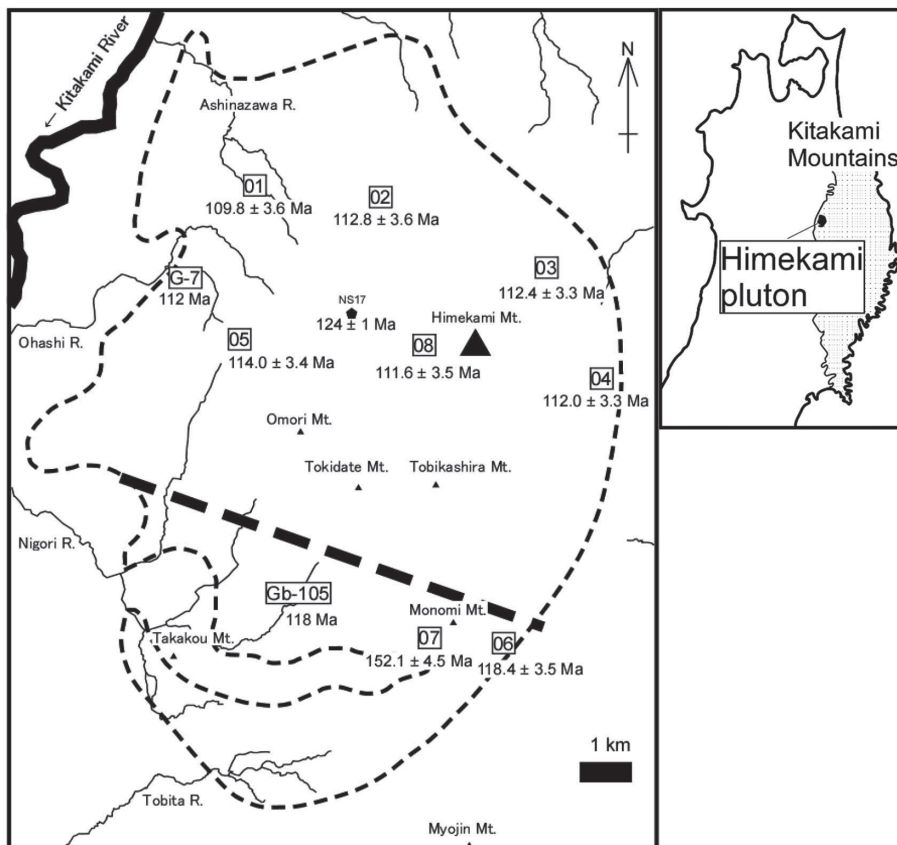 ← Kitakami River
Ashinazawa R.
N
01
109.8 ± 3.6 Ma
02
112.8 ± 3.6 Ma
03
112.4 ± 3.3 Ma
G-7
112 Ma
NS17
124 ± 1 Ma
Himekami Mt.
Ohashi R.
05
114.0 ± 3.4 Ma
08
111.6 ± 3.5 Ma
04
112.0 ± 3.3 Ma
Omori Mt.
Tokidate Mt.
Tobikashira Mt.
Nigori R.
Gb-105
118 Ma
Monomi Mt.
Takakou Mt.
07
152.1 ± 4.5 Ma
06
118.4 ± 3.5 Ma
1 km
Tobita R.
Myojin Mt.
Kitakami
Mountains
Himekami
pluton